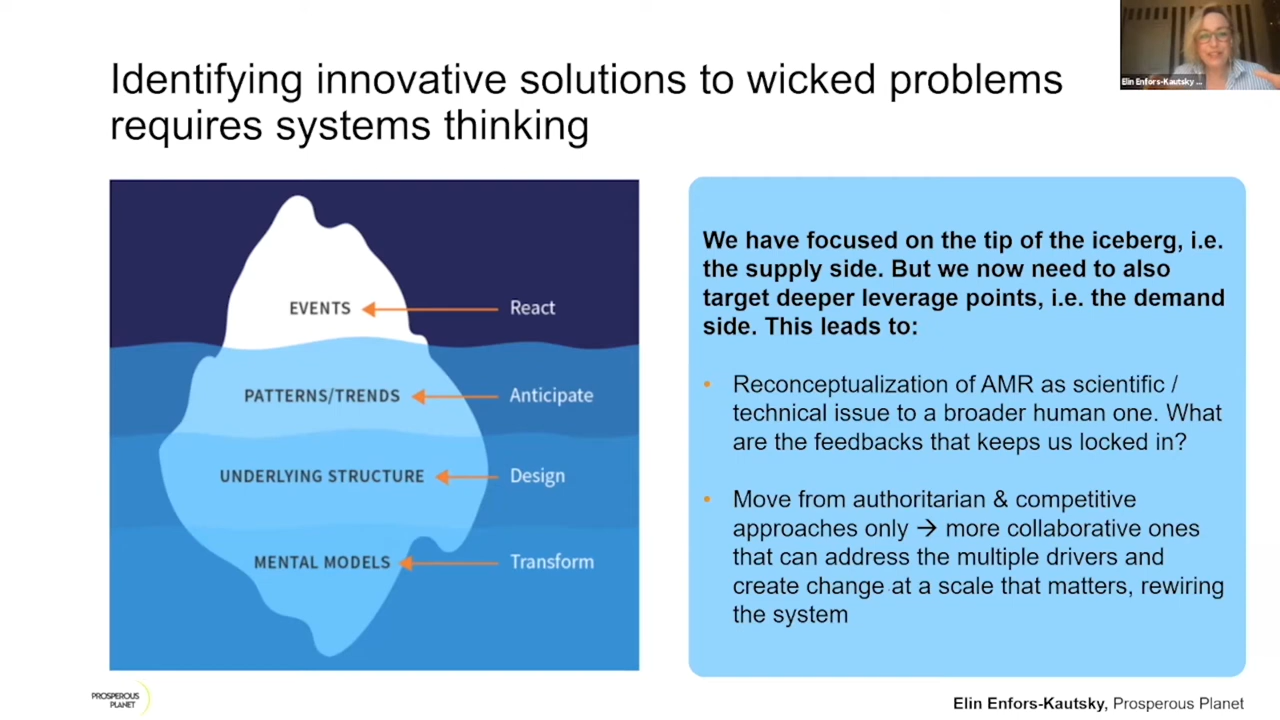 Identifying innovative solutions to wicked problems
requires systems thinking
Elin Enfors-Kautsky ...
EVENTS
React
PATTERNS/TRENDS
Anticipate
UNDERLYING STRUCTURE
Design
MENTAL MODELS
Transform
We have focused on the tip of the iceberg, i.e.
the supply side. But we now need to also
target deeper leverage points, i.e. the demand
side. This leads to:
• Reconceptualization of AMR as scientific /
technical issue to a broader human one. What
are the feedbacks that keeps us locked in?
• Move from authoritarian & competitive
approaches only → more collaborative ones
that can address the multiple drivers and
create change at a scale that matters, rewiring
the system
PROSPEROUS
PLANET
Elin Enfors-Kautsky, Prosperous Planet